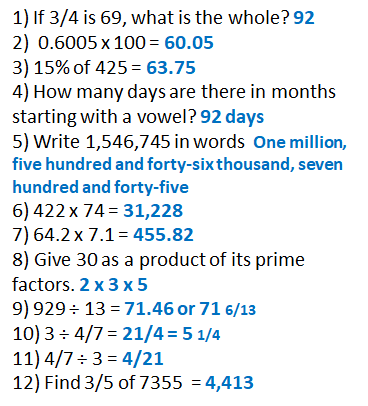 1) If 3/4 is 69, what is the whole? 92
2) 0.6005 x 100 = 60.05
3) 15% of 425 = 63.75
4) How many days are there in months
starting with a vowel? 92 days
5) Write 1,546,745 in words One million,
five hundred and forty-six thousand, seven
hundred and forty-five
6) 422 x 74 = 31,228
7) 64.2 x 7.1 = 455.82
8) Give 30 as a product of its prime
factors. 2 x 3 x 5
9) 929 ÷ 13 = 71.46 or 71 6/13
10) 3 ÷ 4/7 = 21/4 = 5 1/4
11) 4/7 ÷ 3 = 4/21
12) Find 3/5 of 7355 = 4,413